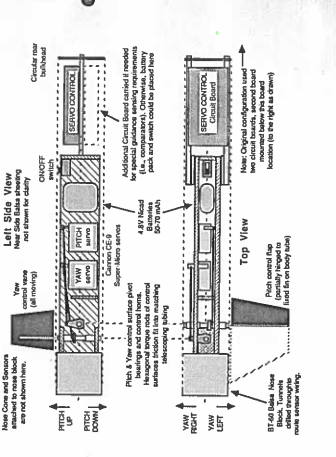 Nose Cone and Sensors
attached to nose block
are not shown here.
Yaw
control vane
(all moving)
Left Side View
Near Side Balsa sheeting
not shown for clarity
ON/OFF
switch
Circular rear
bulkhead
PITCH
UP
PITCH
DOWN
YAW
servo
PITCH
servo
SERVO CONTROL
Cannon CE-9
Super-Micro servos
Additional Circuit Board carried if needed
for special guidance sensing requirements
(i.e., comparators). Otherwise, battery
pack and switch could be placed here
Pitch & Yaw control surface pivot
bearings and control horns.
Hexagonal torque rods of control
surfaces friction fit into matching
telescoping tubing
4.8V Nicad
Batteries
50-70 mAh
YAW
RIGHT
YAW
LEFT
SERVO CONTROL
Circuit Board
BT-60 Balsa Nose
Block. Tunnels
drilled through to
route sensor wiring.
Pitch control flap
(partially hinged to
fin on body tube)
Top View
Note: Original configuration used
two circuit boards, second board
mounted below this board
location (to the right as drawn)